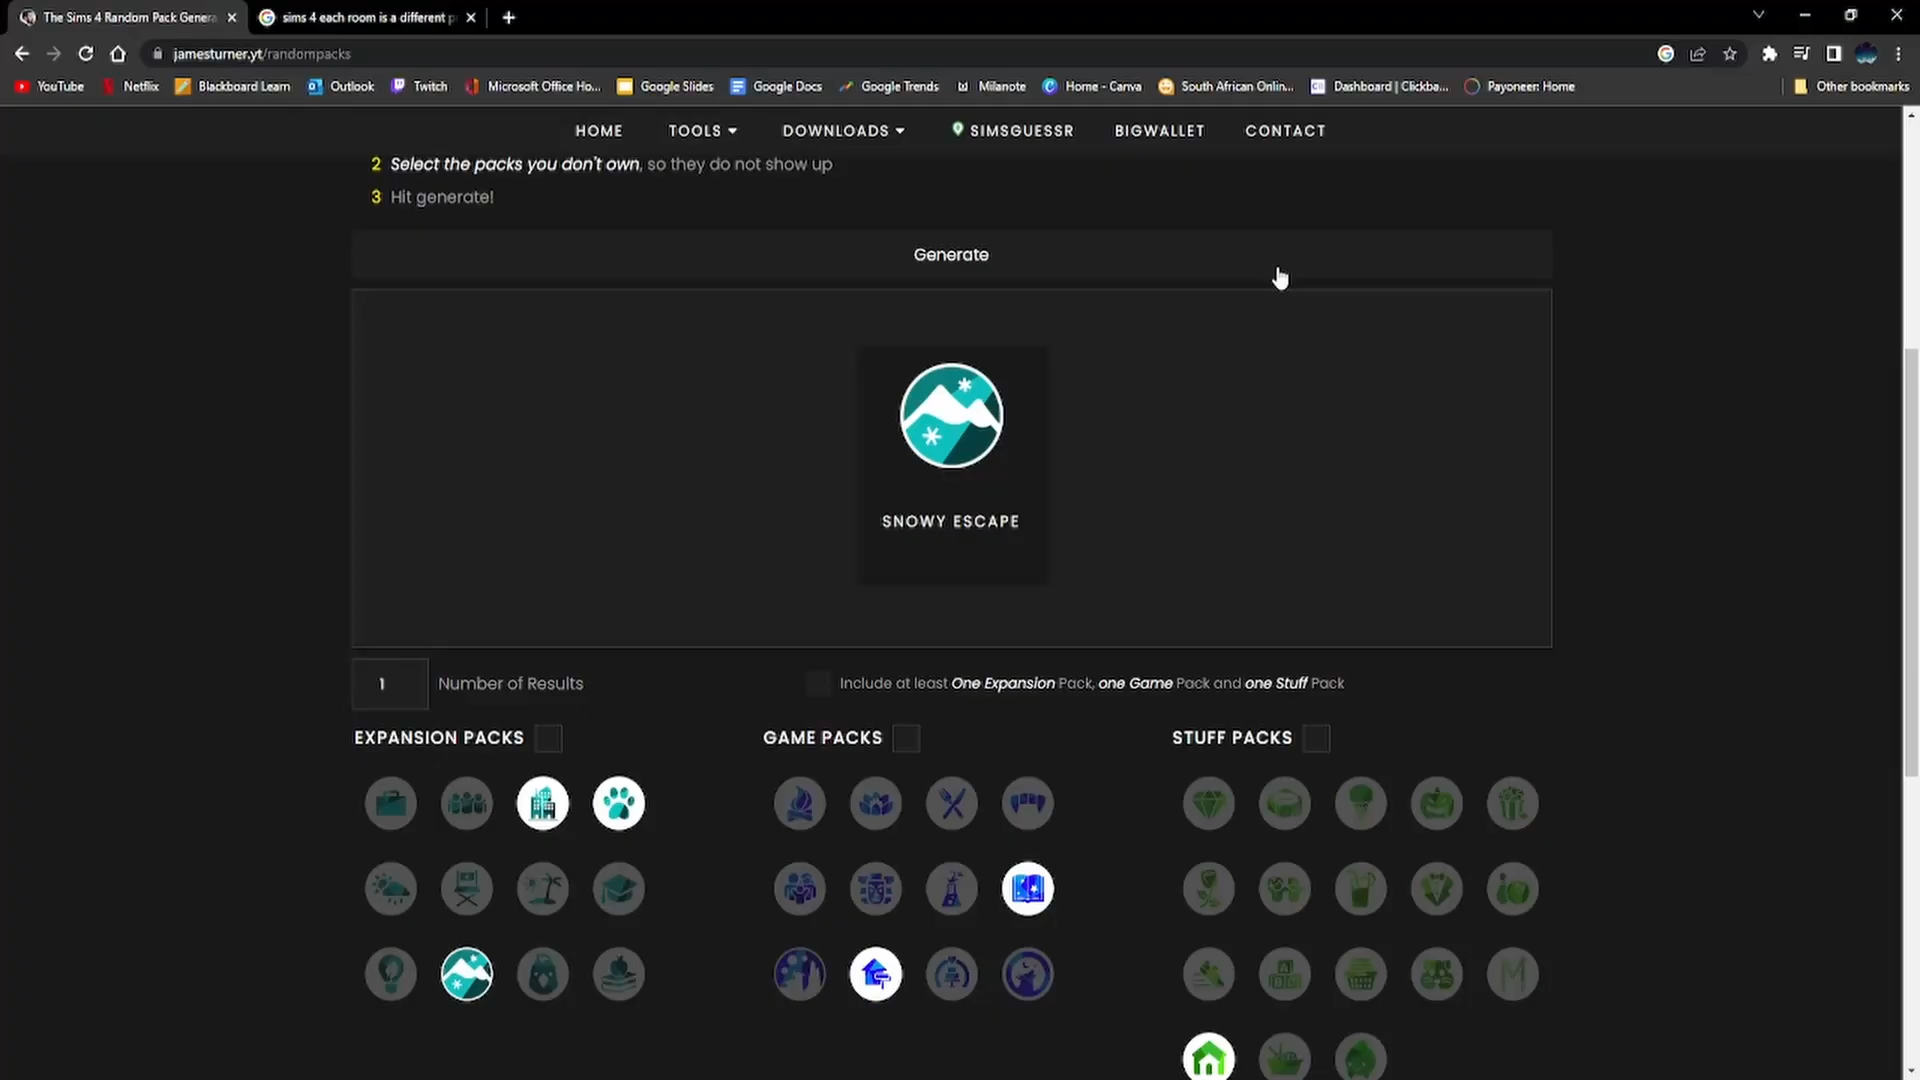 The Sims 4 Random Pack Genera
sims 4 each room is a different p
jamesturner.yt/randompacks
YouTube Netflix Blackboard Learn Outlook Twitch Microsoft Office Ho... Google Slides Google Docs Google Trends Milanote Home - Canva South African Onlin... Dashboard | Clickba... Payoneer: Home Other bookmarks
HOME TOOLS DOWNLOADS SIMSGUESSR BIGWALLET CONTACT
2 Select the packs you don't own, so they do not show up
3 Hit generate!
Generate
SNOWY ESCAPE
1 Number of Results Include at least One Expansion Pack, one Game Pack and one Stuff Pack
EXPANSION PACKS GAME PACKS STUFF PACKS